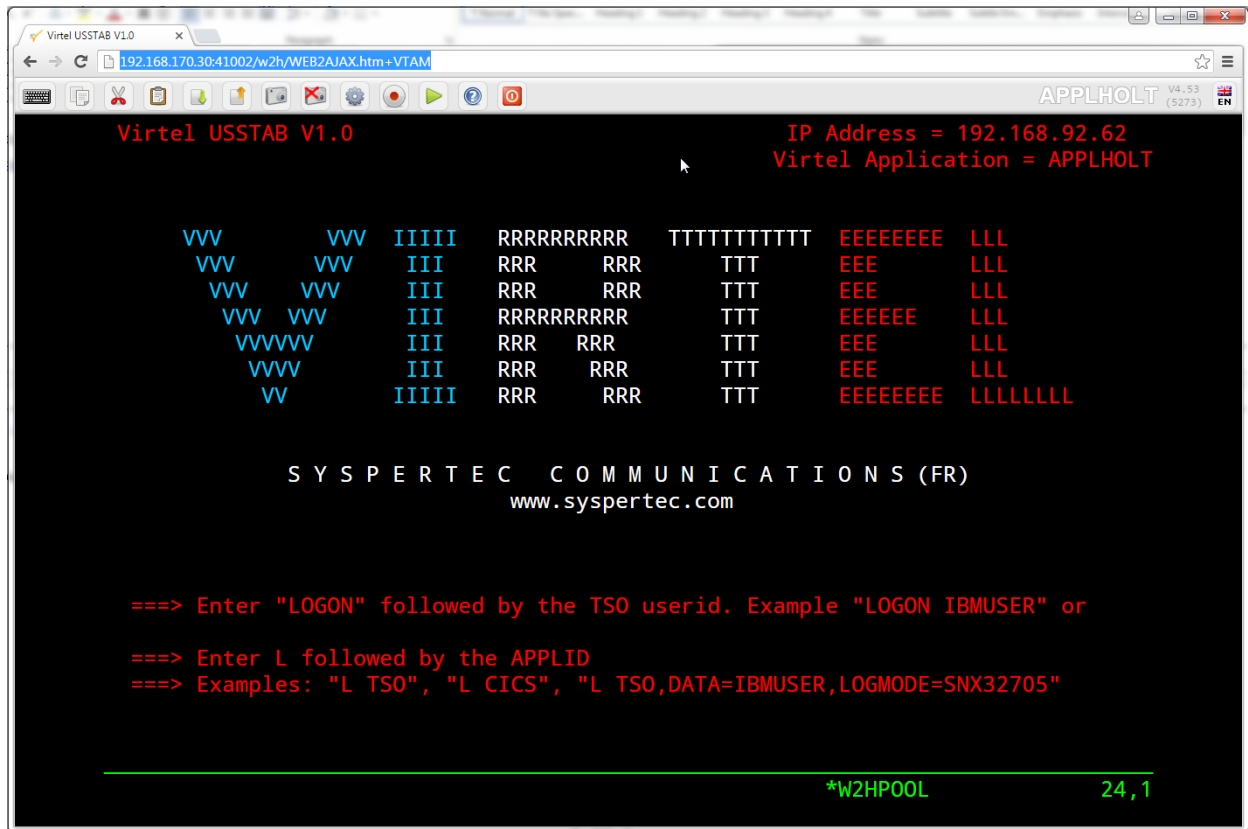 Virtel USSTAB V1.0
192.168.170.30:41002/w2h/WEB2AJAX.htm+VTAM
APPLHOLT V4.53 (5273) EN
Virtel USSTAB V1.0 IP Address = 192.168.92.62
Virtel Application = APPLHOLT
VVV VVV IIIII RRRRRRRRRR TTTTTTTTTTT EEEEEEEE LLL
VVV VVV III RRR RRR TTT EEE LLL
VVV VVV III RRR RRR TTT EEE LLL
VVV VVV III RRRRRRRRRR TTT EEEEEE LLL
VVVVVV III RRR RRR TTT EEE LLL
VVVV III RRR RRR TTT EEE LLL
VV IIIII RRR RRR TTT EEEEEEEE LLLLLLLL
S Y S P E R T E C C O M M U N I C A T I O N S (FR)
www.syspertec.com
===> Enter "LOGON" followed by the TSO userid. Example "LOGON IBMUSER" or
===> Enter L followed by the APPLID
===> Examples: "L TSO", "L CICS", "L TSO,DATA=IBMUSER,LOGMODE=SNX32705"
*W2HPOOL 24,1